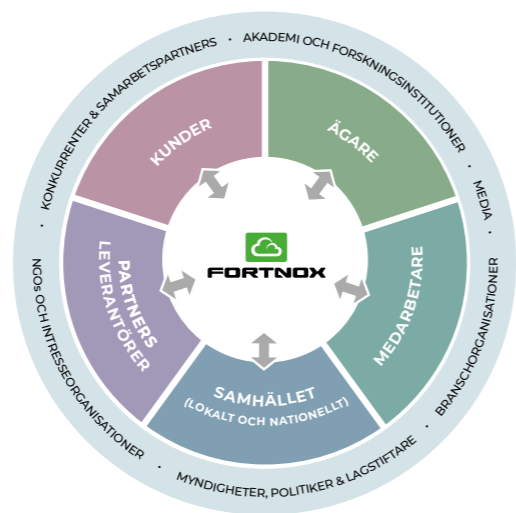 KONKURRENTER & SAMARBETSPARTNERS
·
AKADEMI OCH FORSKNINGSINSTITUTIONER
·
MEDIA
·
BRANSCHORGANISATIONER
·
MYNDIGHETER, POLITIKER & LAGSTIFTARE
·
NGOs OCH INTRESSEORGANISATIONER
·
KUNDER
ÄGARE
MEDARBETARE
SAMHÄLLET
(LOKALT OCH NATIONELLT)
PARTNERS
LEVERANTÖRER
FORTNOX